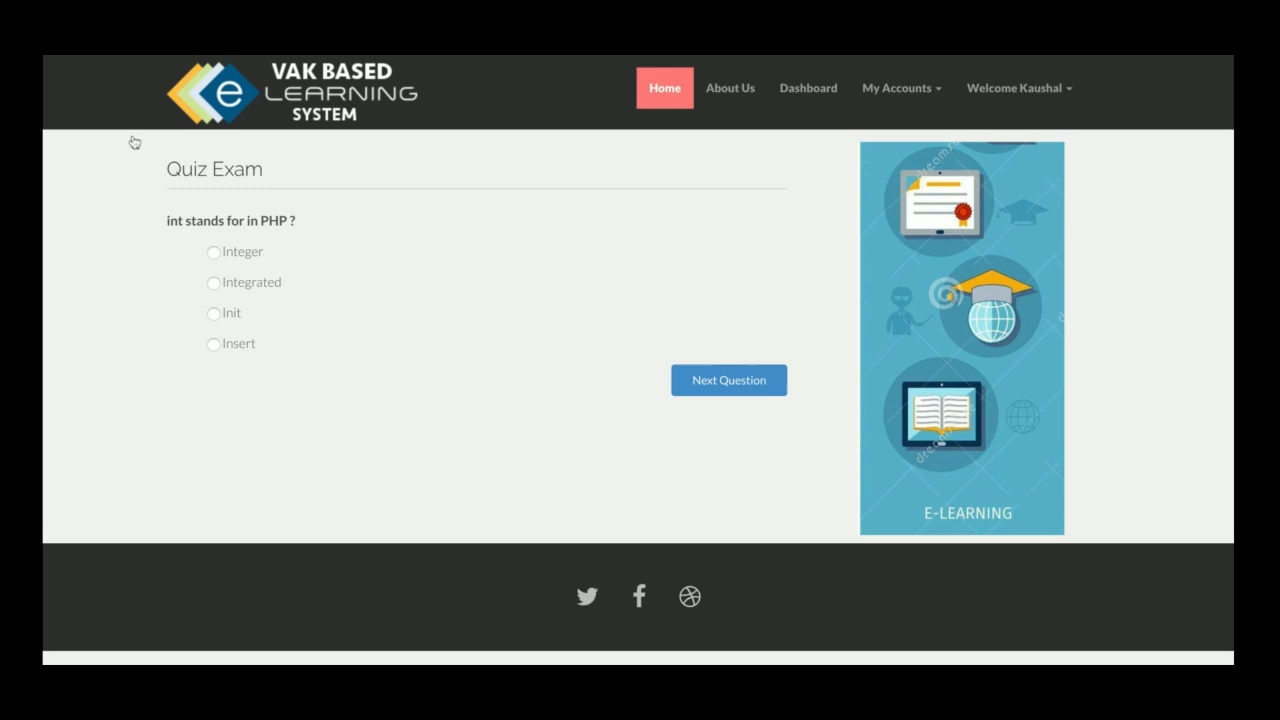 VAK BASED
LEARNING
SYSTEM
Home
About Us
Dashboard
My Accounts
Welcome Kaushal
Quiz Exam
int stands for in PHP ?
Integer
Integrated
Init
Insert
Next Question
E-LEARNING